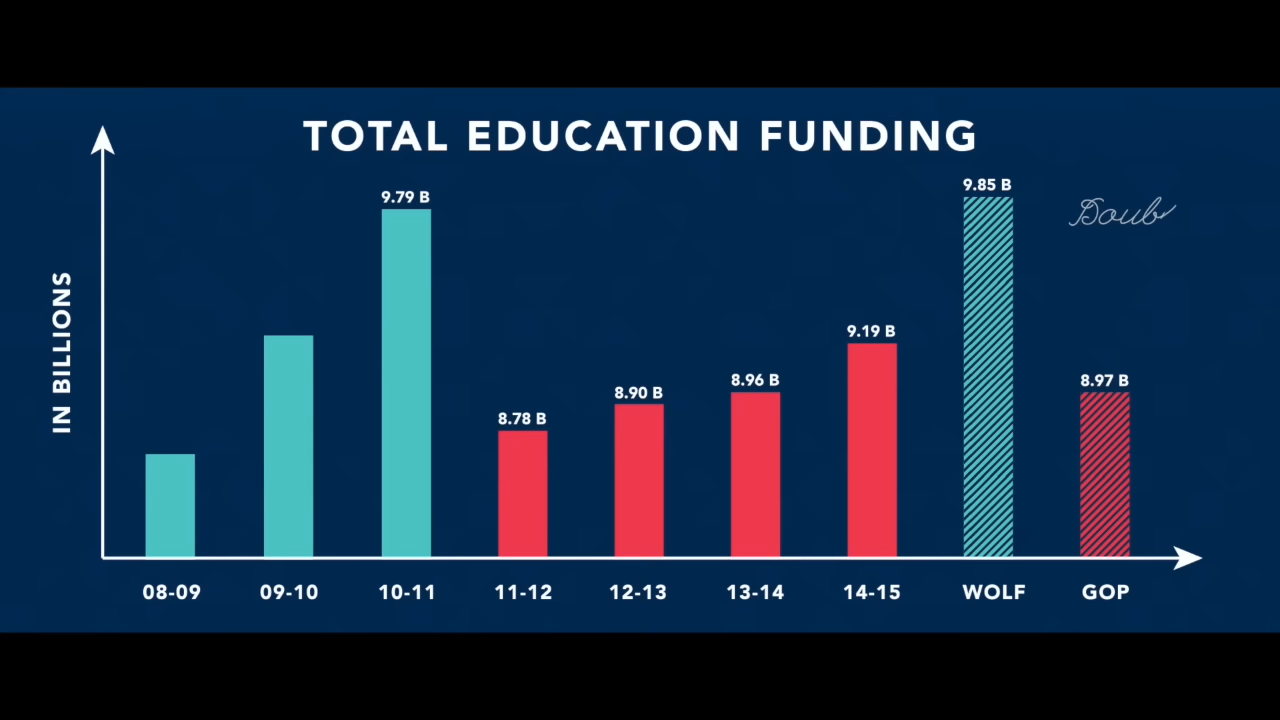 TOTAL EDUCATION FUNDING
IN BILLIONS
9.79 B
8.78 B
8.90 B
8.96 B
9.19 B
9.85 B
8.97 B
08-09
09-10
10-11
11-12
12-13
13-14
14-15
WOLF
GOP